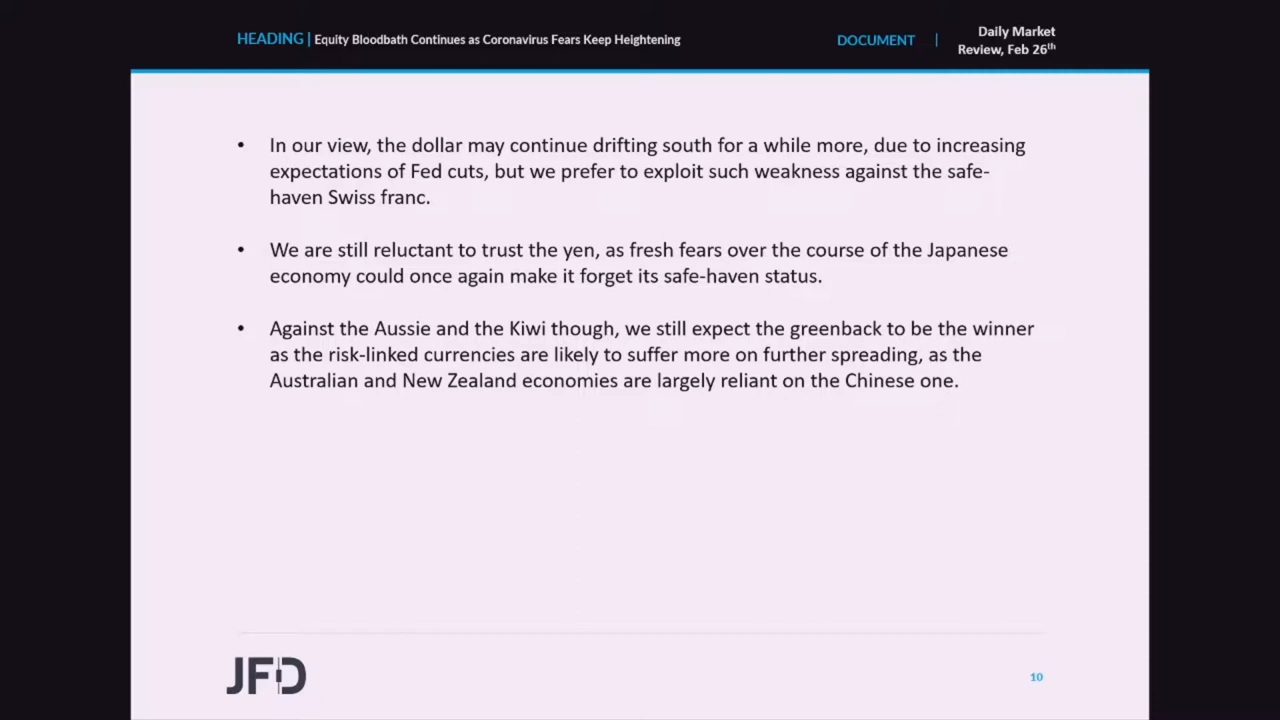 HEADING | Equity Bloodbath Continues as Coronavirus Fears Keep Heightening
DOCUMENT |
Daily Market
Review, Feb 26th
• In our view, the dollar may continue drifting south for a while more, due to increasing
expectations of Fed cuts, but we prefer to exploit such weakness against the safe-
haven Swiss franc.
• We are still reluctant to trust the yen, as fresh fears over the course of the Japanese
economy could once again make it forget its safe-haven status.
• Against the Aussie and the Kiwi though, we still expect the greenback to be the winner
as the risk-linked currencies are likely to suffer more on further spreading, as the
Australian and New Zealand economies are largely reliant on the Chinese one.
JFD
10